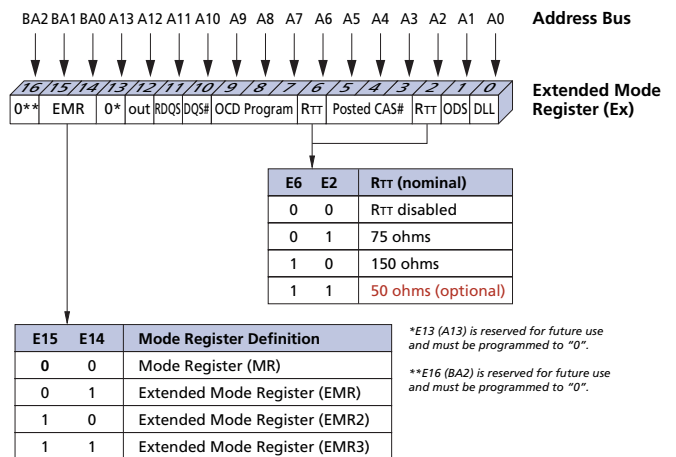 BA2 BA1 BA0 A13 A12 A11 A10 A9 A8 A7 A6 A5 A4 A3 A2 A1 A0 Address Bus
16 15 14 13 12 11 10 9 8 7 6 5 4 3 2 1 0
Extended Mode
Register (Ex)
0** EMR 0* out RDQS DQS# OCD Program RTT Posted CAS# RTT ODS DLL
E6 E2 RTT (nominal)
0 0 RTT disabled
0 1 75 ohms
1 0 150 ohms
1 1 50 ohms (optional)
E15 E14 Mode Register Definition
0 0 Mode Register (MR)
0 1 Extended Mode Register (EMR)
1 0 Extended Mode Register (EMR2)
1 1 Extended Mode Register (EMR3)
*E13 (A13) is reserved for future use
and must be programmed to “0”.
**E16 (BA2) is reserved for future use
and must be programmed to “0”.